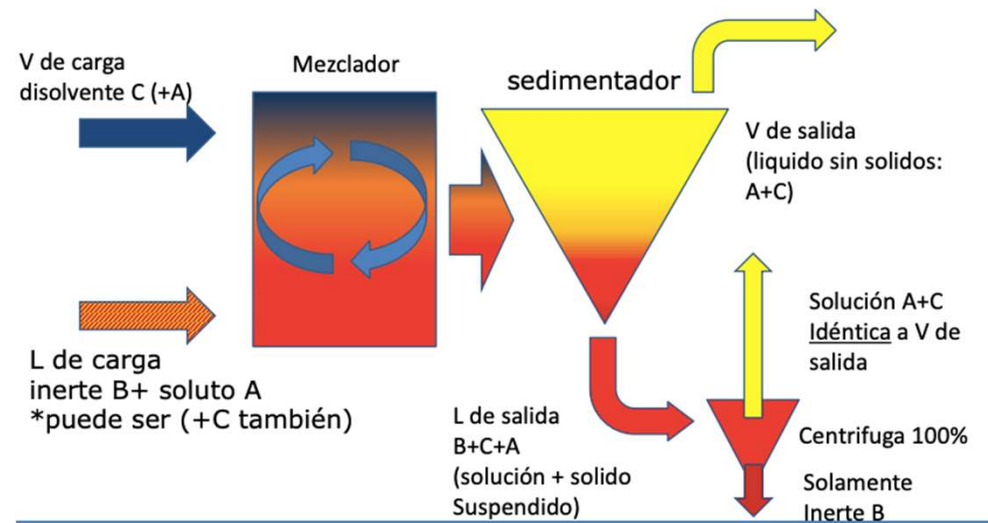 V de carga
disolvente C (+A)
Mezclador
sedimentador
V de salida
(liquido sin solidos:
A+C)
L de carga
inerte B+ soluto A
*puede ser (+C también)
L de salida
B+C+A
(solución + solido
Suspendido)
Solución A+C
Idéntica a V de
salida
Centrifuga 100%
Solamente
Inerte B